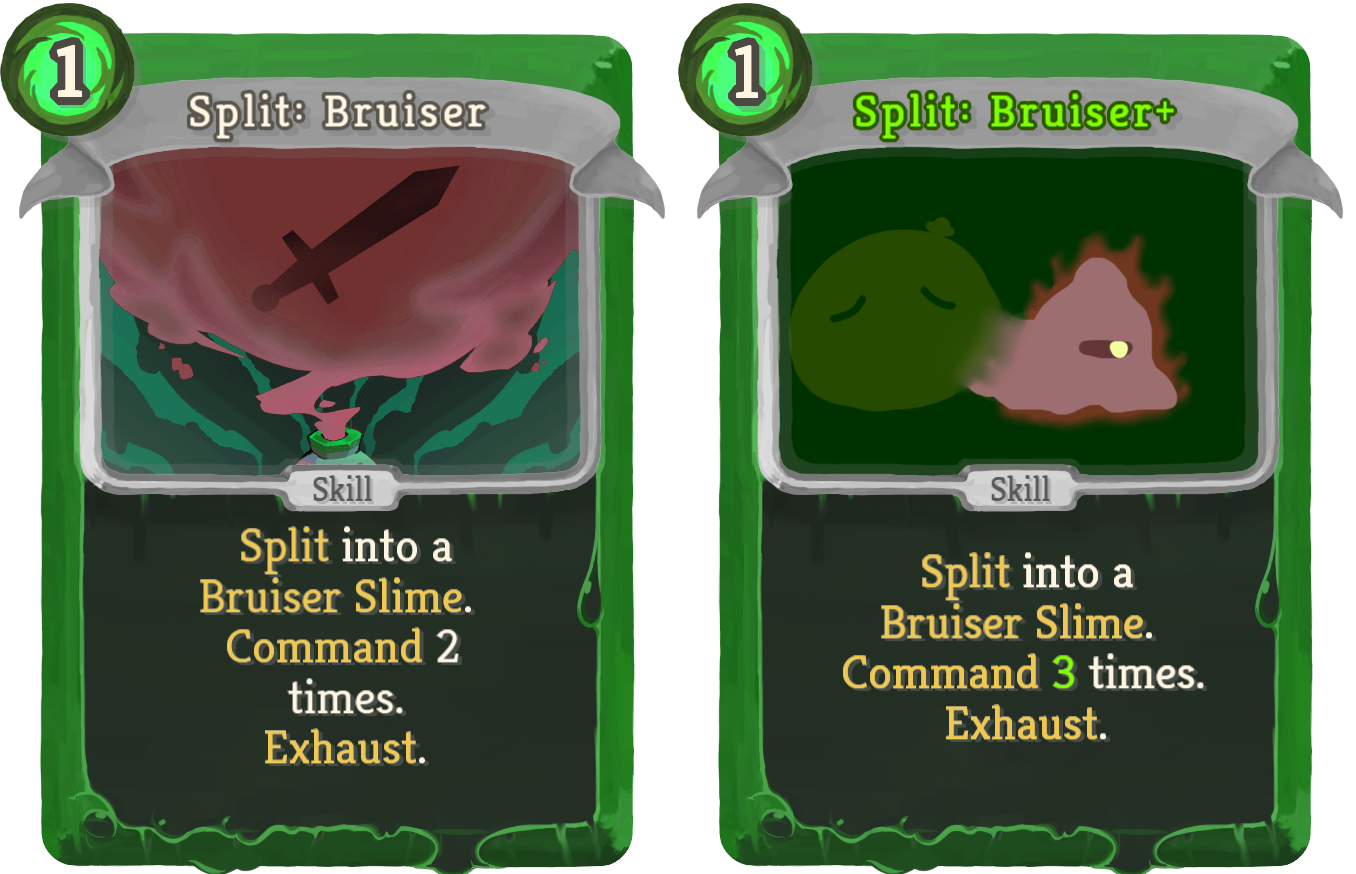 1
Split: Bruiser
Skill
Split into a
Bruiser Slime.
Command 2
times.
Exhaust.
1
Split: Bruiser+
Skill
Split into a
Bruiser Slime.
Command 3 times.
Exhaust.